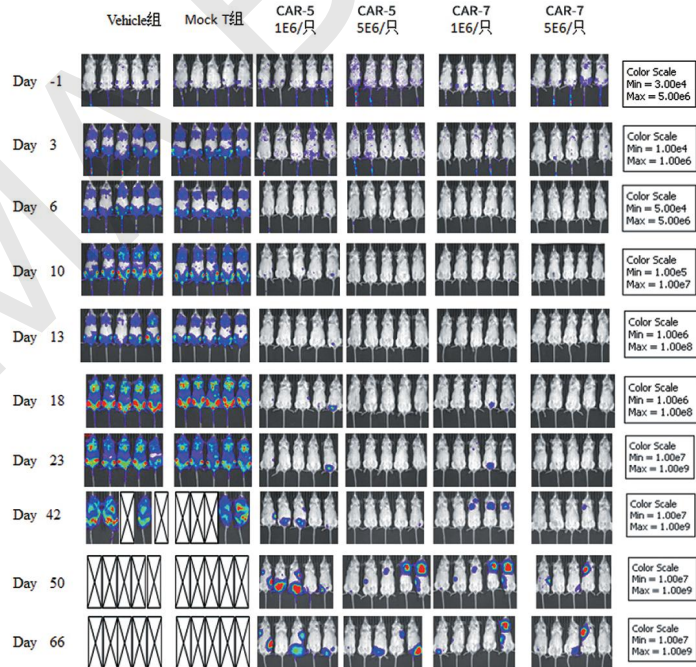 Vehicle组 Mock T组 CAR-5 1E6/只 CAR-5 5E6/只 CAR-7 1E6/只 CAR-7 5E6/只
Day -1
Color Scale
Min = 3.00e4
Max = 5.00e6
Day 3
Color Scale
Min = 1.00e4
Max = 1.00e6
Day 6
Color Scale
Min = 5.00e4
Max = 5.00e6
Day 10
Color Scale
Min = 1.00e5
Max = 1.00e7
Day 13
Color Scale
Min = 1.00e6
Max = 1.00e8
Day 18
Color Scale
Min = 1.00e6
Max = 1.00e8
Day 23
Color Scale
Min = 1.00e7
Max = 1.00e9
Day 42
Color Scale
Min = 1.00e7
Max = 1.00e9
Day 50
Color Scale
Min = 1.00e7
Max = 1.00e9
Day 66
Color Scale
Min = 1.00e7
Max = 1.00e9